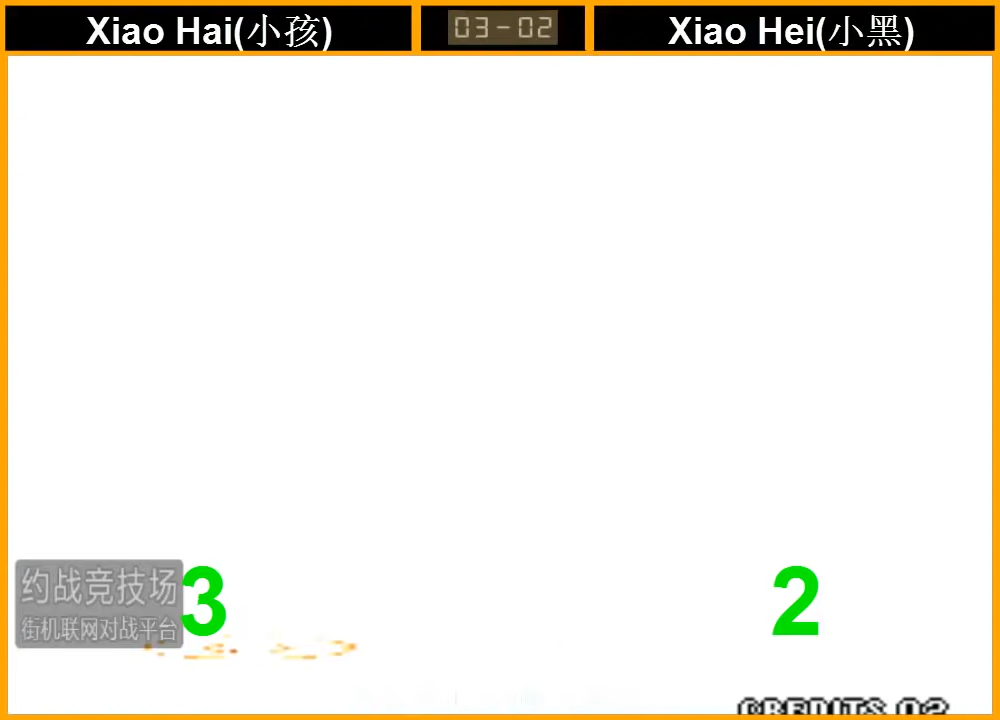 Xiao Hai(小孩)
03-02
Xiao Hei(小黑)
约战竞技场
街机联网对战平台
3
2
CREDITS 02